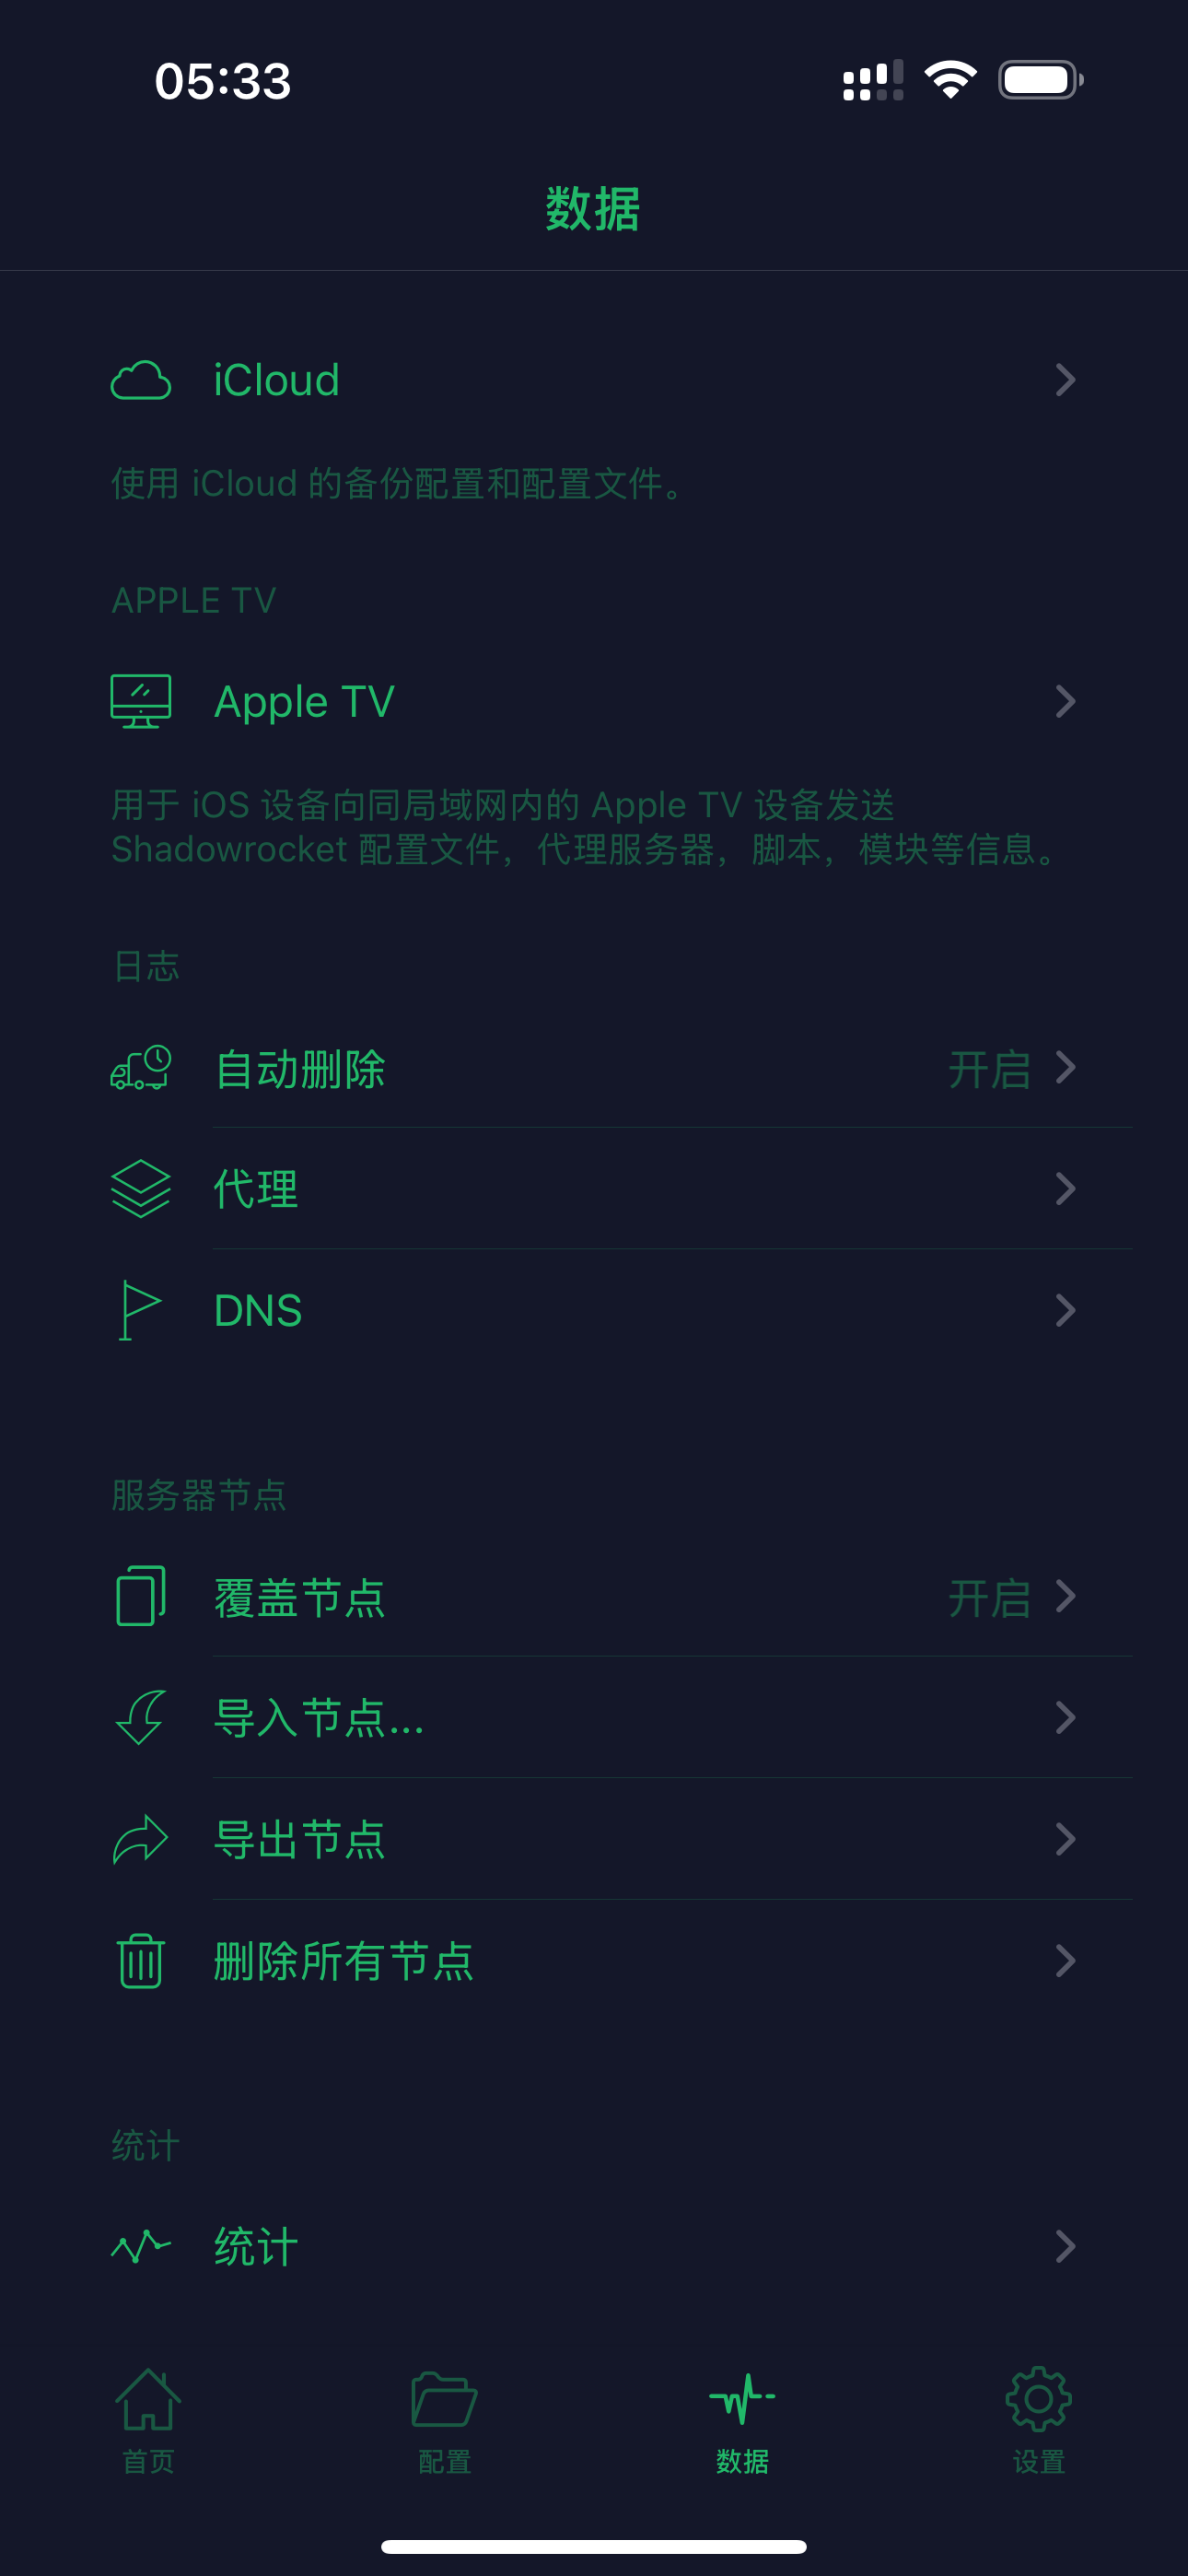 05:33
数据
iCloud
使用 iCloud 的备份配置和配置文件。
APPLE TV
Apple TV
用于 iOS 设备向同局域网内的 Apple TV 设备发送
Shadowrocket 配置文件，代理服务器，脚本，模块等信息。
日志
自动删除 开启
代理
DNS
服务器节点
覆盖节点 开启
导入节点...
导出节点
删除所有节点
统计
统计
首页 配置 数据 设置